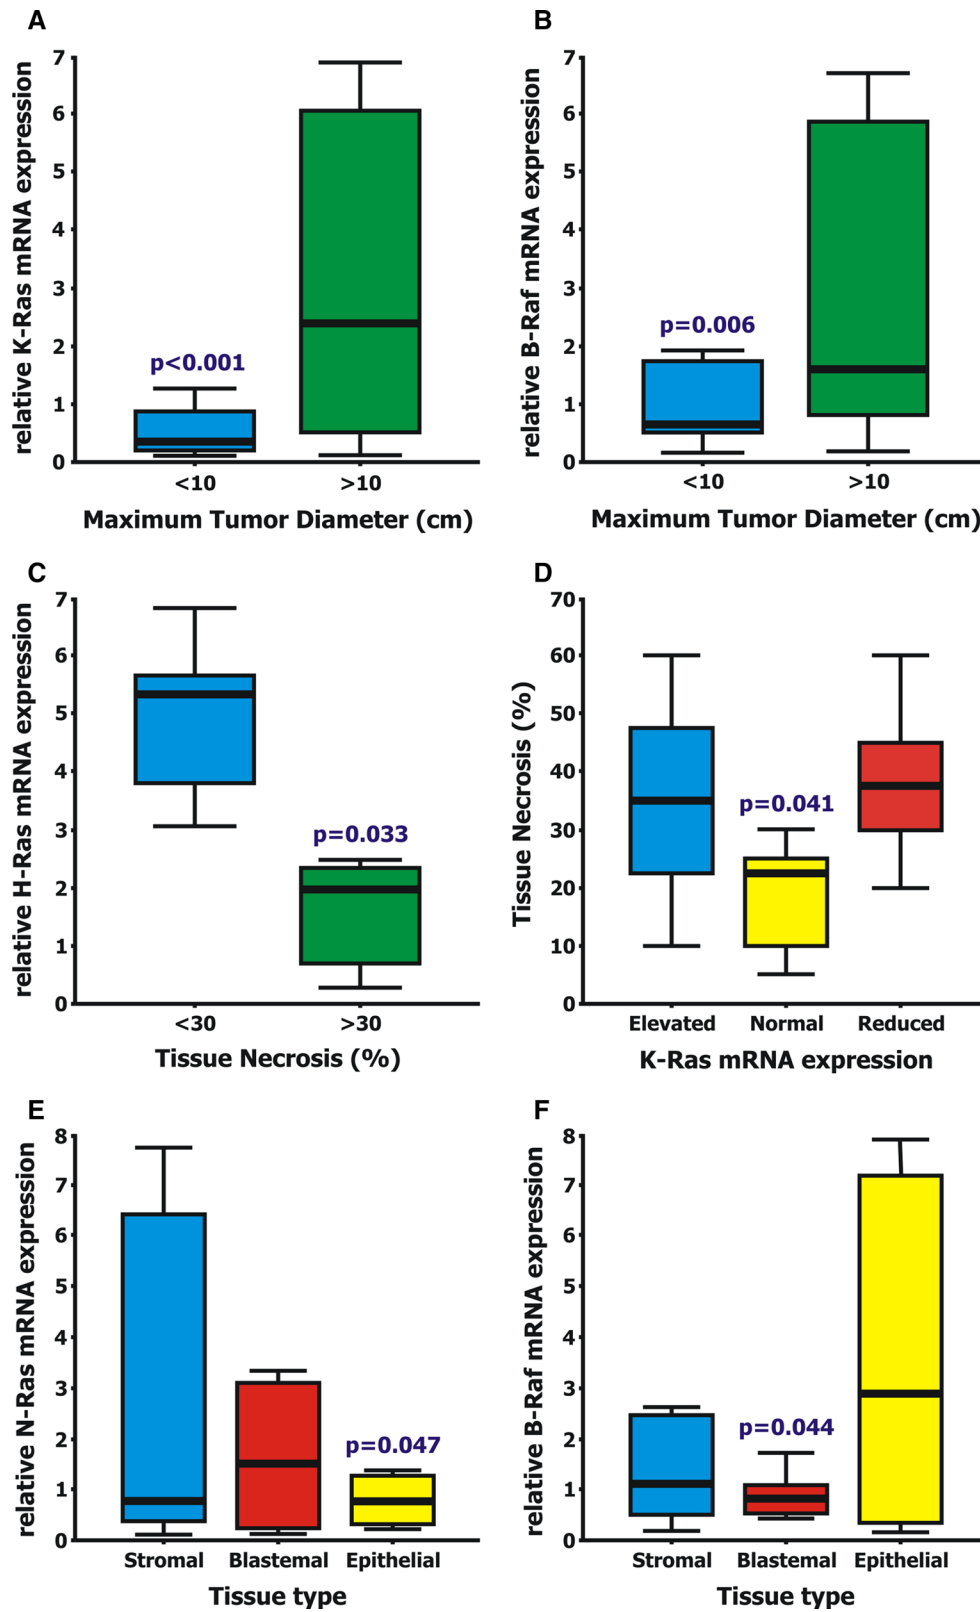 A
relative K-Ras mRNA expression
7
6
5
4
3
2
1
0
p<0.001
<10
>10
Maximum Tumor Diameter (cm)
B
relative B-Raf mRNA expression
7
6
5
4
3
2
1
0
p=0.006
<10
>10
Maximum Tumor Diameter (cm)
C
relative H-Ras mRNA expression
7
6
5
4
3
2
1
0
p=0.033
<30
>30
Tissue Necrosis (%)
D
Tissue Necrosis (%)
70
60
50
40
30
20
10
0
p=0.041
Elevated
Normal
Reduced
K-Ras mRNA expression
E
relative N-Ras mRNA expression
8
7
6
5
4
3
2
1
0
p=0.047
Stromal
Blastemal
Epithelial
Tissue type
F
relative B-Raf mRNA expression
8
7
6
5
4
3
2
1
0
p=0.044
Stromal
Blastemal
Epithelial
Tissue type